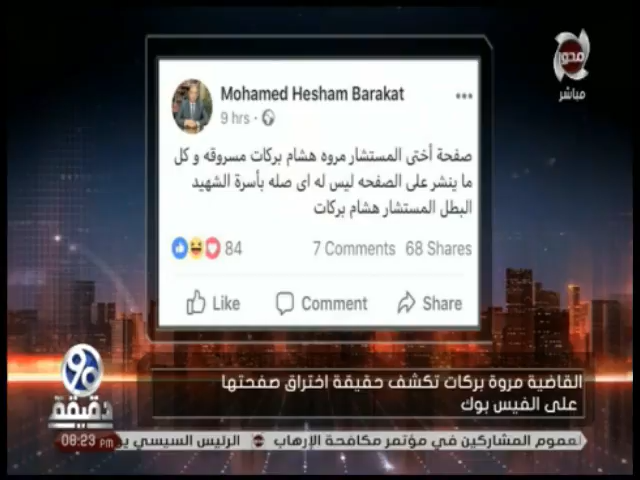 محور
مباشر
Mohamed Hesham Barakat
9 hrs
صفحة أختى المستشار مروه هشام بركات مسروقه و كل
ما ينشر على الصفحه ليس له اى صله بأسرة الشهيد
البطل المستشار هشام بركات
84 7 Comments 68 Shares
Like Comment Share
القاضية مروة بركات تكشف حقيقة اختراق صفحتها
على الفيس بوك
90
دقيقة
08:23 PM
لعموم المشاركين في مؤتمر مكافحة الإرهاب
الرئيس السيسي يو